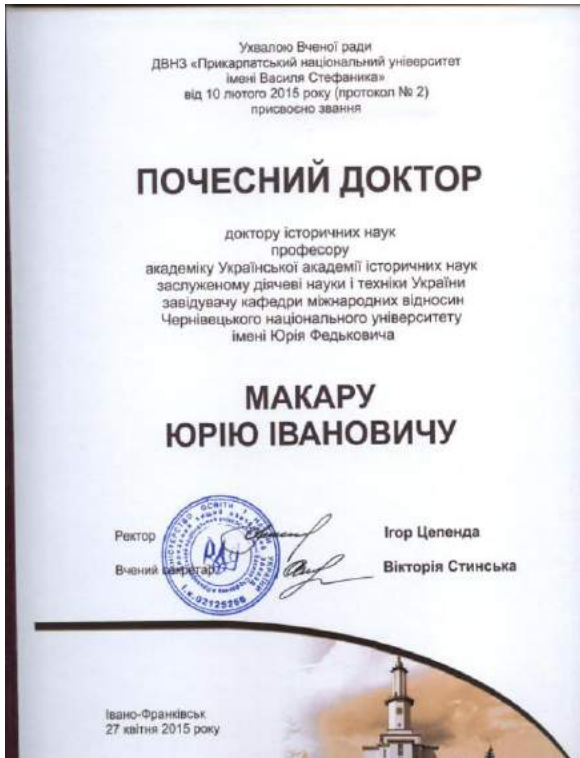 Ухвалою Вченої ради
ДВНЗ «Прикарпатський національний університет
імені Василя Стефаника»
від 10 лютого 2015 року (протокол № 2)
присвоєно звання
ПОЧЕСНИЙ ДОКТОР
доктору історичних наук
професору
академіку Української академії історичних наук
заслуженому діячеві науки і техніки України
завідувачу кафедри міжнародних відносин
Чернівецького національного університету
імені Юрія Федьковича
МАКАРУ
ЮРІЮ ІВАНОВИЧУ
Ректор
Ігор Цепенда
Вчений секретар
Вікторія Стинська
Івано-Франківськ
27 квітня 2015 року